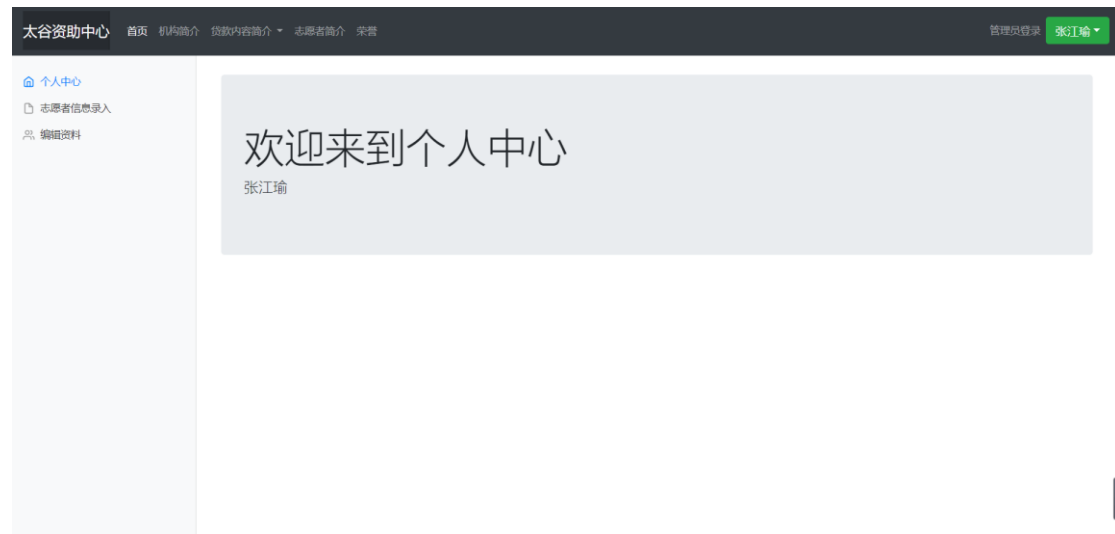 太谷资助中心 首页 机构简介 贷款内容简介 志愿者简介 荣誉 管理员登录 张江瑜
个人中心
志愿者信息录入
编辑资料
欢迎来到个人中心
张江瑜